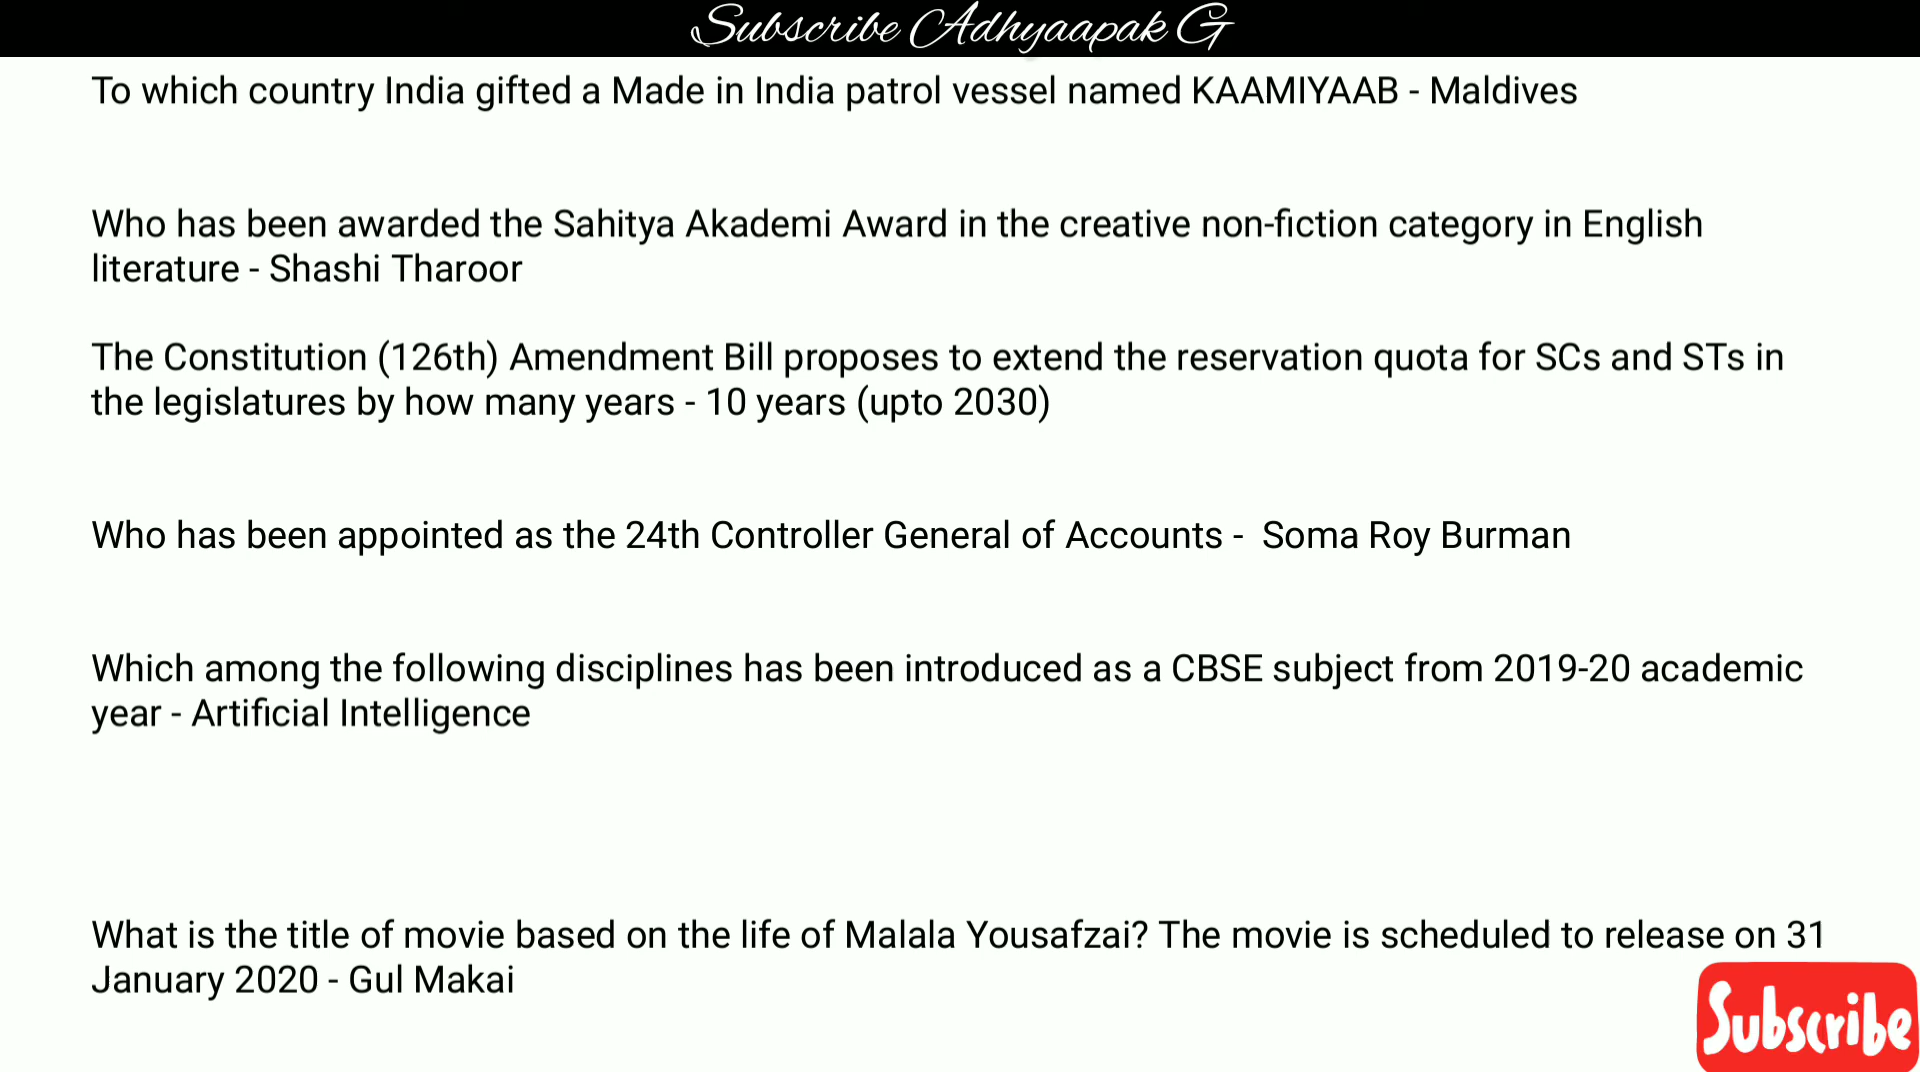 Subscribe Adhyaapak G
To which country India gifted a Made in India patrol vessel named KAAMIYAAB - Maldives
Who has been awarded the Sahitya Akademi Award in the creative non-fiction category in English
literature - Shashi Tharoor
The Constitution (126th) Amendment Bill proposes to extend the reservation quota for SCs and STs in
the legislatures by how many years - 10 years (upto 2030)
Who has been appointed as the 24th Controller General of Accounts -  Soma Roy Burman
Which among the following disciplines has been introduced as a CBSE subject from 2019-20 academic
year - Artificial Intelligence
What is the title of movie based on the life of Malala Yousafzai? The movie is scheduled to release on 31
January 2020 - Gul Makai
Subscribe